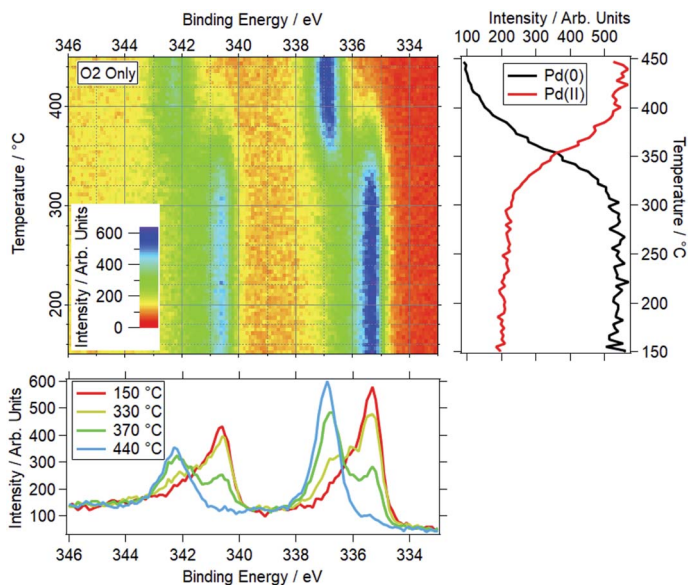 Binding Energy / eV
346 344 342 340 338 336 334
O2 Only
Temperature / °C
400
300
200
Intensity / Arb. Units
600
400
200
0
Intensity / Arb. Units
100 200 300 400 500
Pd(0)
Pd(II)
450
400
350
300
250
200
150
Temperature / °C
Intensity / Arb. Units
600
500
400
300
200
100
150 °C
330 °C
370 °C
440 °C
346 344 342 340 338 336 334
Binding Energy / eV